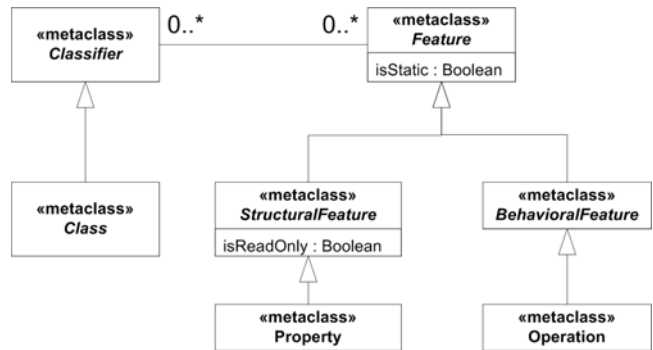 «metaclass»
Classifier
0..*
0..*
«metaclass»
Feature
isStatic : Boolean
«metaclass»
Class
«metaclass»
StructuralFeature
isReadOnly : Boolean
«metaclass»
BehavioralFeature
«metaclass»
Property
«metaclass»
Operation